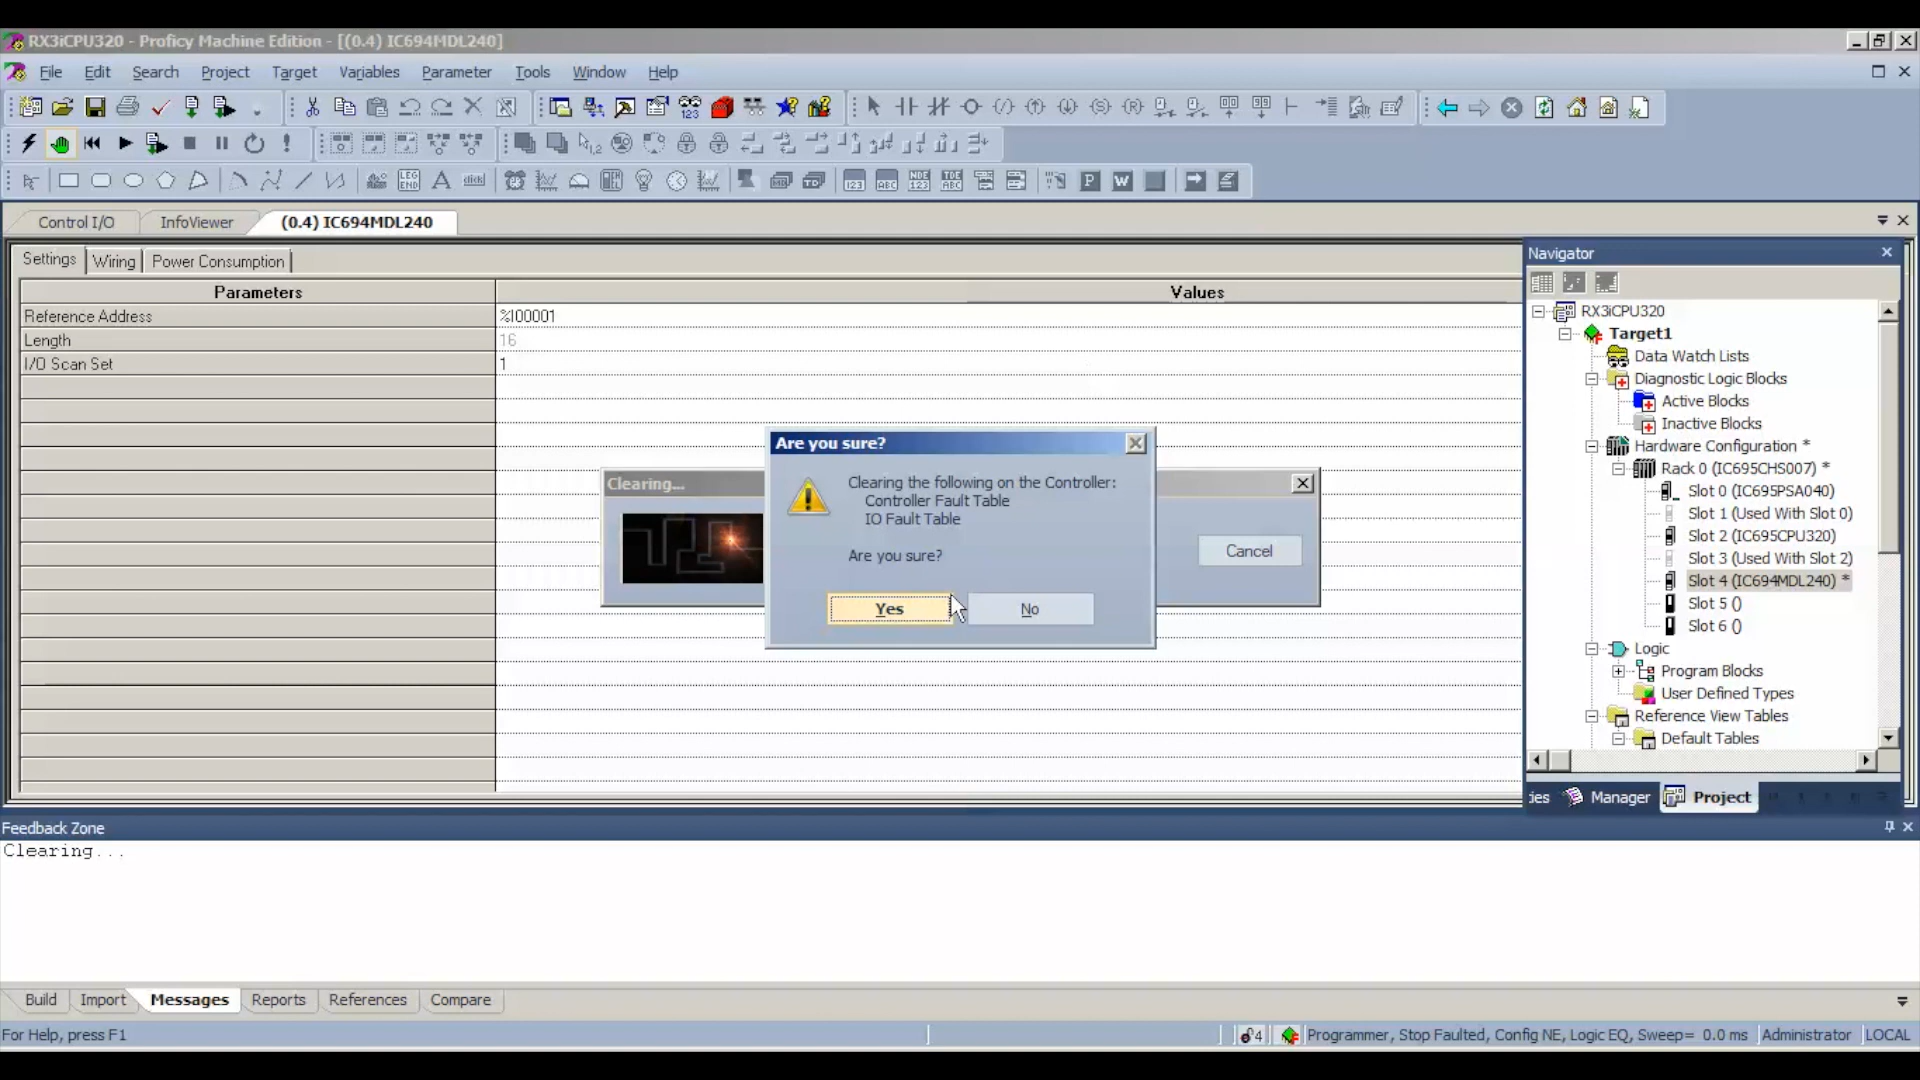 RX3iCPU320 - Proficy Machine Edition - [(0.4) IC694MDL240]
File Edit Search Project Target Variables Parameter Tools Window Help
Control I/O InfoViewer (0.4) IC694MDL240
Settings Wiring Power Consumption
Parameters Values
Reference Address %I00001
Length 16
I/O Scan Set 1
Clearing...
Cancel
Are you sure?
Clearing the following on the Controller:
Controller Fault Table
IO Fault Table
Are you sure?
Yes No
Navigator
RX3iCPU320
Target1
Data Watch Lists
Diagnostic Logic Blocks
Active Blocks
Inactive Blocks
Hardware Configuration *
Rack 0 (IC695CHS007) *
Slot 0 (IC695PSA040)
Slot 1 (Used With Slot 0)
Slot 2 (IC695CPU320)
Slot 3 (Used With Slot 2)
Slot 4 (IC694MDL240) *
Slot 5 ()
Slot 6 ()
Logic
Program Blocks
User Defined Types
Reference View Tables
Default Tables
ties Manager Project
Feedback Zone
Clearing...
Build Import Messages Reports References Compare
For Help, press F1
4 Programmer, Stop Faulted, Config NE, Logic EQ, Sweep= 0.0 ms Administrator LOCAL